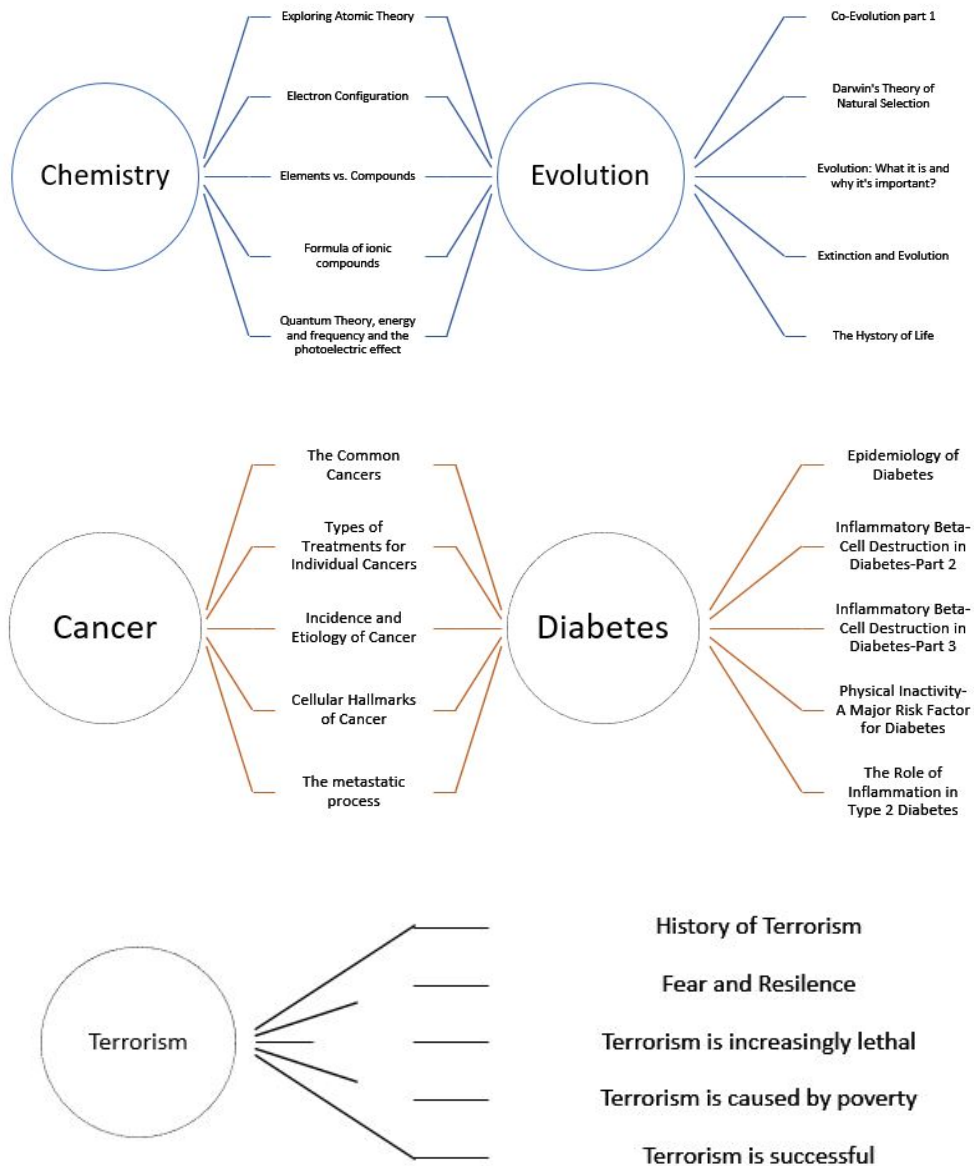 Chemistry
Exploring Atomic Theory
Electron Configuration
Elements vs. Compounds
Formula of ionic
compounds
Quantum Theory, energy
and frequency and the
photoelectric effect
Evolution
Co-Evolution part 1
Darwin's Theory of
Natural Selection
Evolution: What it is and
why it's important?
Extinction and Evolution
The Hystory of Life
Cancer
The Common
Cancers
Types of
Treatments for
Individual Cancers
Incidence and
Etiology of Cancer
Cellular Hallmarks
of Cancer
The metastatic
process
Diabetes
Epidemiology of
Diabetes
Inflammatory Beta-
Cell Destruction in
Diabetes-Part 2
Inflammatory Beta-
Cell Destruction in
Diabetes-Part 3
Physical Inactivity-
A Major Risk Factor
for Diabetes
The Role of
Inflammation in
Type 2 Diabetes
Terrorism
History of Terrorism
Fear and Resilence
Terrorism is increasingly lethal
Terrorism is caused by poverty
Terrorism is successful